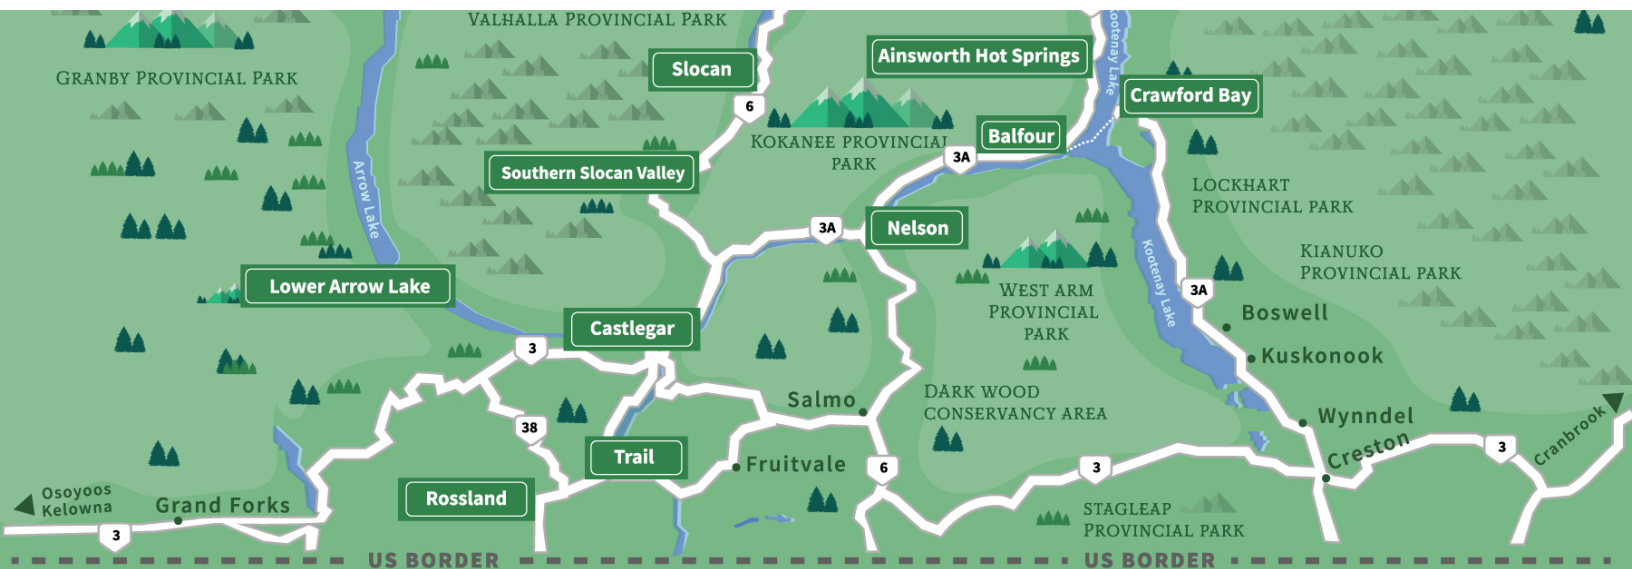 VALHALLA PROVINCIAL PARK
GRANBY PROVINCIAL PARK
Slocan
6
Ainsworth Hot Springs
Kootenay Lake
Crawford Bay
KOKANEE PROVINCIAL
PARK
Balfour
3A
Southern Slocan Valley
Arrow Lake
LOCKHART
PROVINCIAL PARK
3A
Nelson
KIANUKO
PROVINCIAL PARK
Kootenay Lake
Lower Arrow Lake
WEST ARM
PROVINCIAL
PARK
3A
Boswell
Castlegar
3
Kuskonook
DARK WOOD
CONSERVANCY AREA
Salmo
Wynndel
38
Creston
Cranbrook
3
Trail
Fruitvale
6
3
Rossland
Osoyoos
Kelowna
Grand Forks
3
STAGLEAP
PROVINCIAL PARK
US BORDER
US BORDER